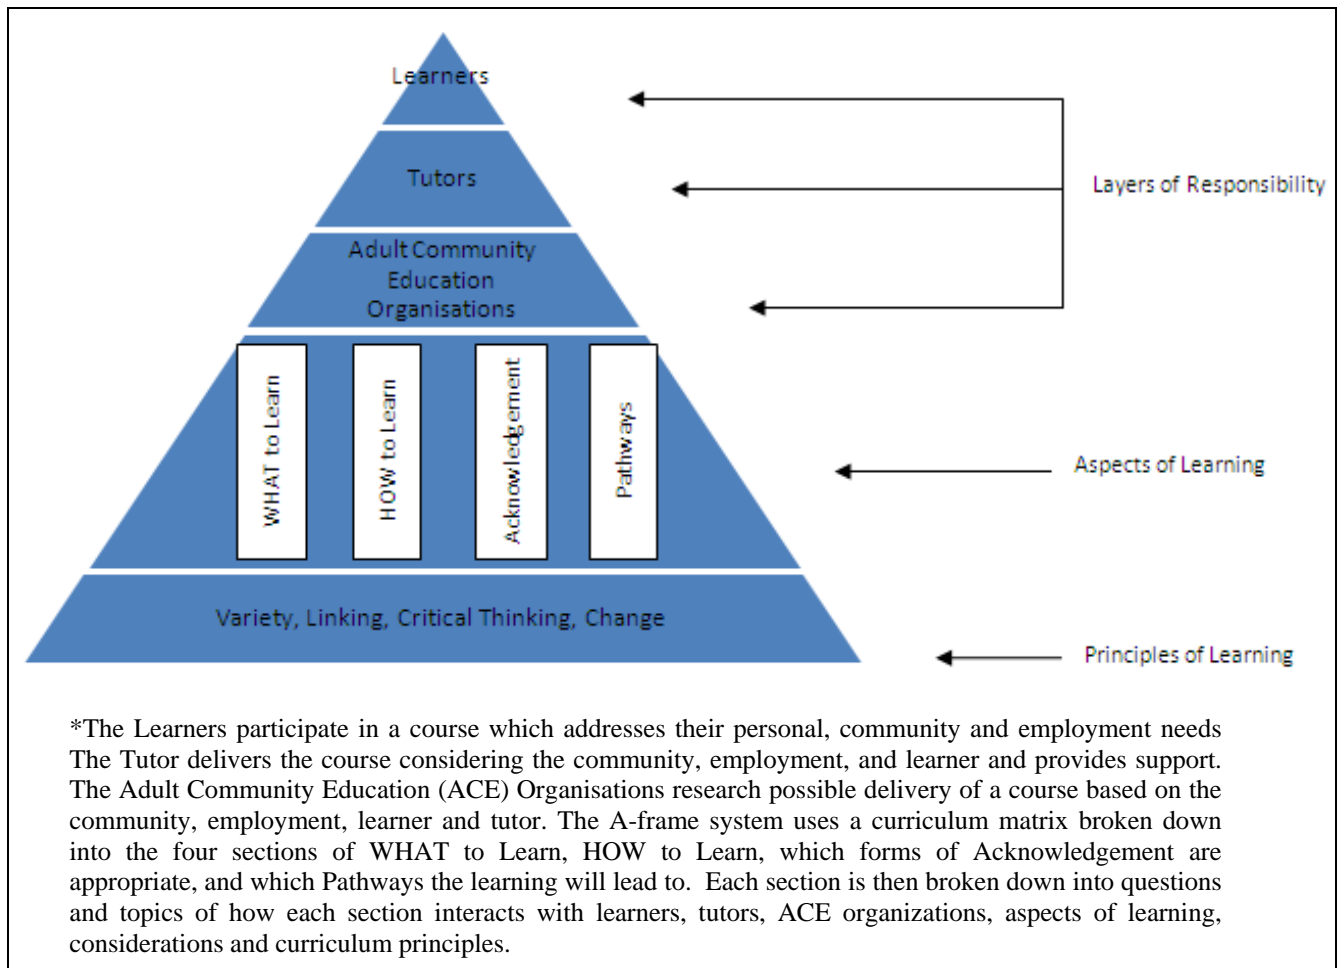 Learners
Tutors
Layers of Responsibility
Adult Community
Education
Organisations
WHAT to Learn
HOW to Learn
Acknowledgement
Pathways
Aspects of Learning
Variety, Linking, Critical Thinking, Change
Principles of Learning
*The Learners participate in a course which addresses their personal, community and employment needs
The Tutor delivers the course considering the community, employment, and learner and provides support.
The Adult Community Education (ACE) Organisations research possible delivery of a course based on the
community, employment, learner and tutor. The A-frame system uses a curriculum matrix broken down
into the four sections of WHAT to Learn, HOW to Learn, which forms of Acknowledgement are
appropriate, and which Pathways the learning will lead to. Each section is then broken down into questions
and topics of how each section interacts with learners, tutors, ACE organizations, aspects of learning,
considerations and curriculum principles.